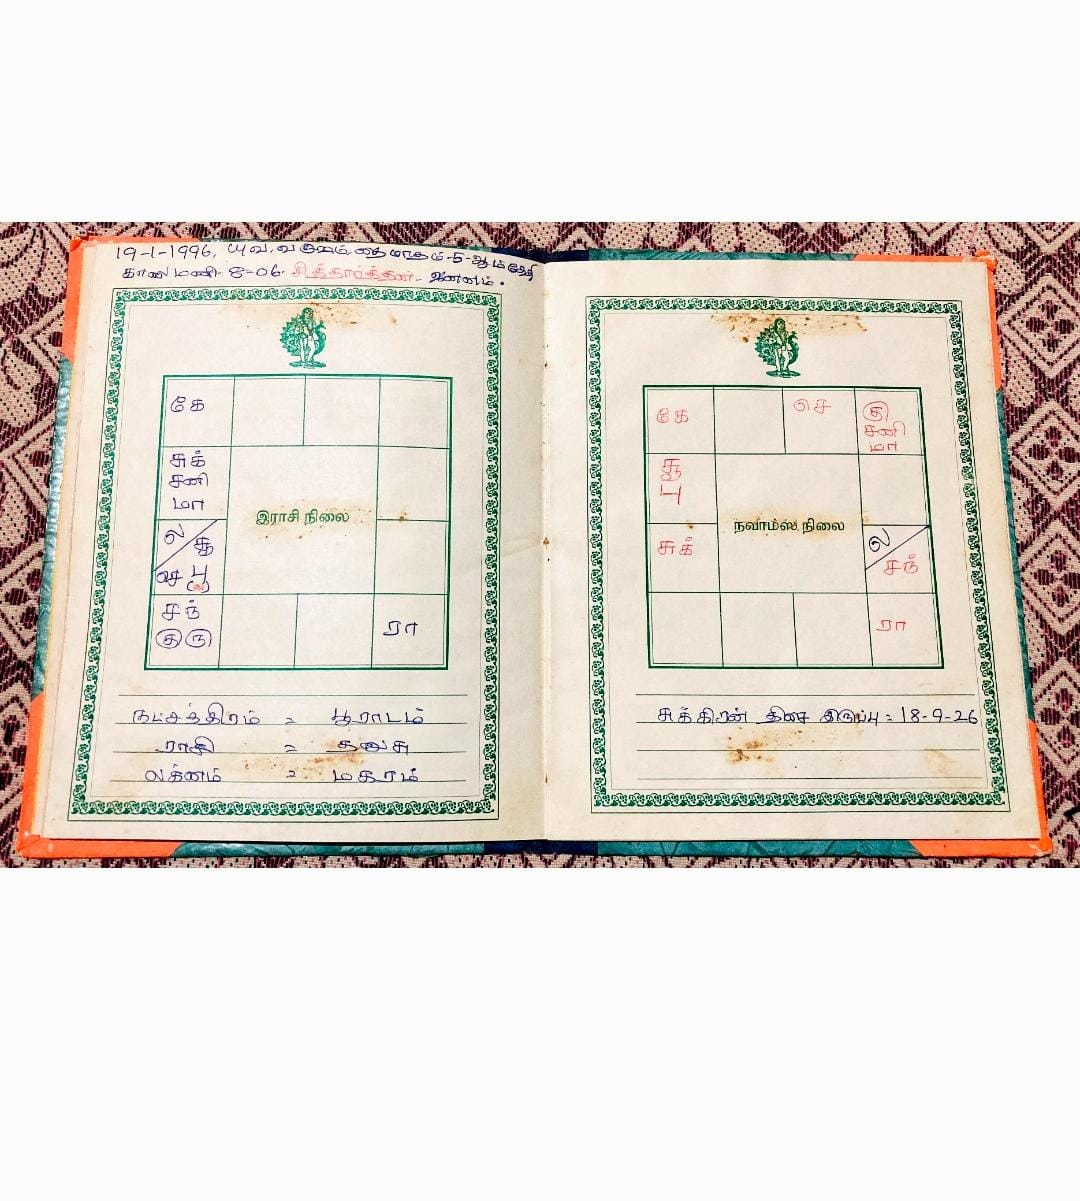 19-1-1996, யுவ, வருஷம், தை மாதம் -5- ஆம் தேதி
காலை மணி 8-06. சித்தார்த்தன் - ஜனனம்.
கே
சுக்
சனி
மா
இராசி நிலை
ல / சூ
செ பு
சந்
குரு
ரா
நட்சத்திரம் = பூராடம்
ராசி = தனுசு
லக்னம் = மகரம்
கே
செ
கு
சனி
மா
சூ
பு
நவாம்ஸ் நிலை
சுக்
ல / சந்
ரா
சுக்கிரன் திசை இருப்பு = 18-9-26